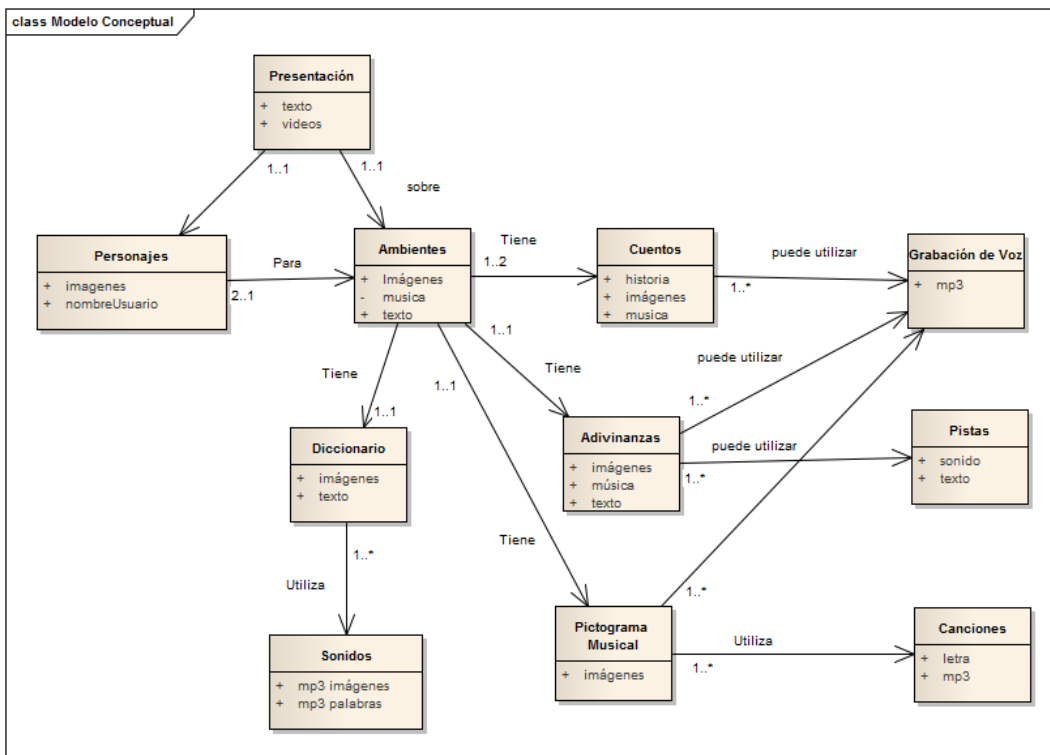 class Modelo Conceptual
Presentación
+ texto
+ videos
1..1
1..1
sobre
Personajes
+ imagenes
+ nombreUsuario
Para
2..1
Ambientes
+ Imágenes
- musica
+ texto
Tiene
1..2
Cuentos
+ historia
+ imágenes
+ musica
puede utilizar
1..*
Grabación de Voz
+ mp3
Tiene
1..1
1..1
1..1
Tiene
puede utilizar
1..*
Diccionario
+ imágenes
+ texto
Adivinanzas
+ imágenes
+ música
+ texto
puede utilizar
1..*
Pistas
+ sonido
+ texto
1..*
Utiliza
Tiene
1..*
Sonidos
+ mp3 imágenes
+ mp3 palabras
Pictograma
Musical
+ imágenes
Utiliza
1..*
Canciones
+ letra
+ mp3